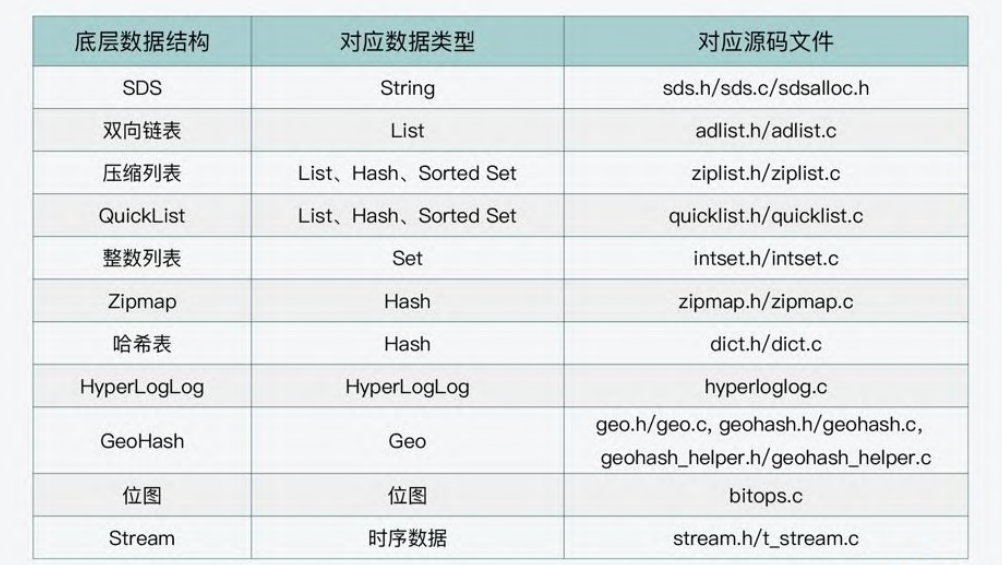 底层数据结构 对应数据类型 对应源码文件
SDS String sds.h/sds.c/sdsalloc.h
双向链表 List adlist.h/adlist.c
压缩列表 List、Hash、Sorted Set ziplist.h/ziplist.c
QuickList List、Hash、Sorted Set quicklist.h/quicklist.c
整数列表 Set intset.h/intset.c
Zipmap Hash zipmap.h/zipmap.c
哈希表 Hash dict.h/dict.c
HyperLogLog HyperLogLog hyperloglog.c
GeoHash Geo geo.h/geo.c, geohash.h/geohash.c,
geohash_helper.h/geohash_helper.c
位图 位图 bitops.c
Stream 时序数据 stream.h/t_stream.c